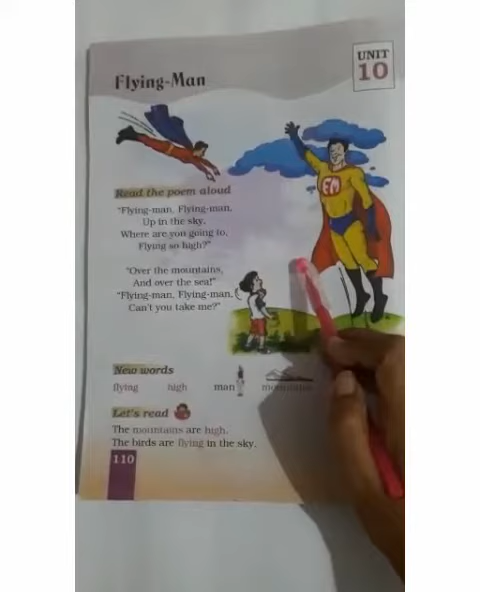 Flying-Man
UNIT
10
Read the poem aloud
"Flying-man, Flying-man,
Up in the sky,
Where are you going to,
Flying so high?"
"Over the mountains,
And over the sea!"
"Flying-man, Flying-man,
Can't you take me?"
FM
New words
flying high man mountains
Let's read
The mountains are high.
The birds are flying in the sky.
110